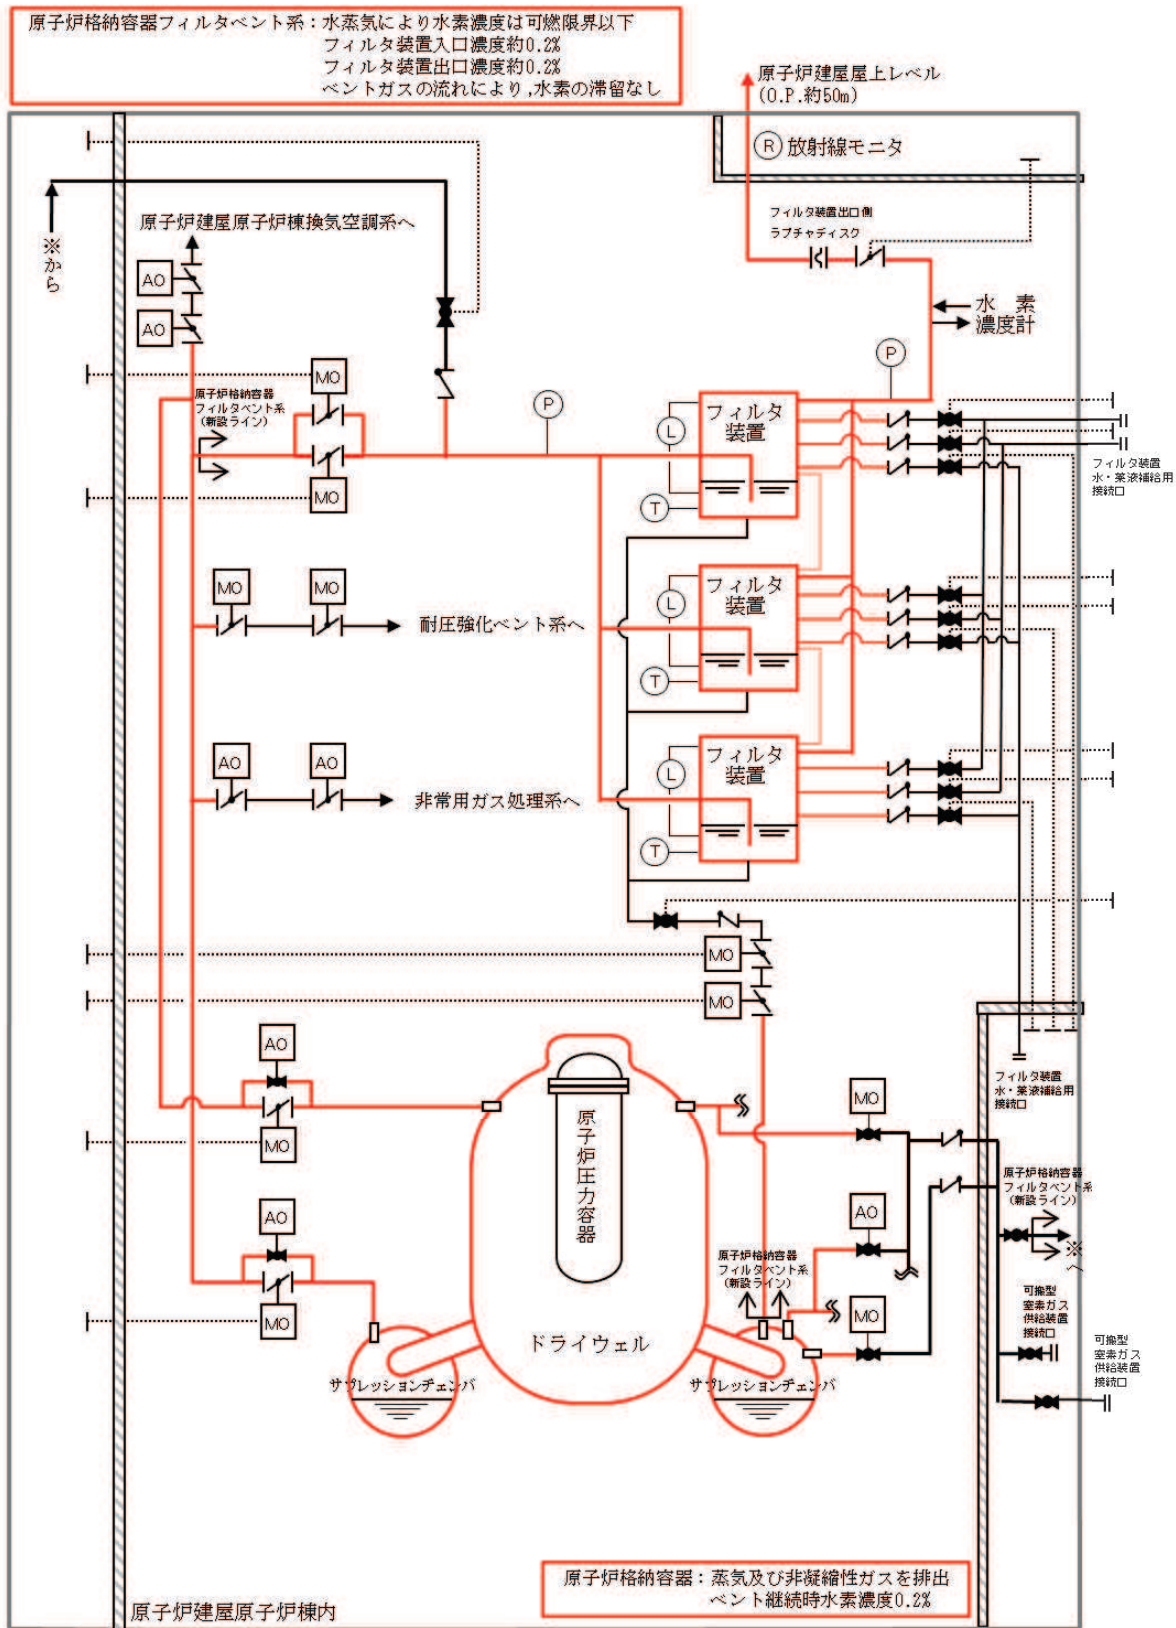 原子炉格納容器フィルタベント系：水蒸気により水素濃度は可燃限界以下
フィルタ装置入口濃度約0.2%
フィルタ装置出口濃度約0.2%
ベントガスの流れにより,水素の滞留なし
原子炉建屋屋上レベル
(O.P.約50m)
R 放射線モニタ
※から
原子炉建屋原子炉棟換気空調系へ
フィルタ装置出口側
ラプチャディスク
AO
AO
水 素
濃度計
P
MO
原子炉格納容器
フィルタベント系
(新設ライン)
P
MO
フィルタ
装置
L
T
フィルタ装置
水・薬液補給用
接続口
MO
MO
耐圧強化ベント系へ
フィルタ
装置
L
T
AO
AO
非常用ガス処理系へ
フィルタ
装置
L
T
MO
MO
AO
MO
原子炉圧力容器
フィルタ装置
水・薬液補給用
接続口
MO
原子炉格納容器
フィルタベント系
(新設ライン)
※へ
AO
MO
AO
原子炉格納容器
フィルタベント系
(新設ライン)
MO
ドライウェル
サプレッションチェンバ
サプレッションチェンバ
可搬型
窒素ガス
供給装置
接続口
可搬型
窒素ガス
供給装置
接続口
原子炉格納容器：蒸気及び非凝縮性ガスを排出
ベント継続時水素濃度0.2%
原子炉建屋原子炉棟内